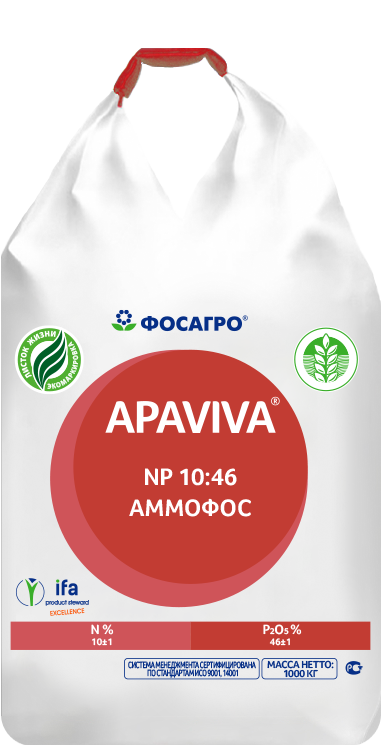 ФОСАГРО®
ЛИСТОК ЖИЗНИ
ЭКОМАРКИРОВКА
APAVIVA®
NP 10:46
АММОФОС
ifa
product steward
EXCELLENCE
N %
10±1
P₂O₅ %
46±1
СИСТЕМА МЕНЕДЖМЕНТА СЕРТИФИЦИРОВАНА
ПО СТАНДАРТАМ ИСО 9001, 14001
МАССА НЕТТО:
1000 КГ